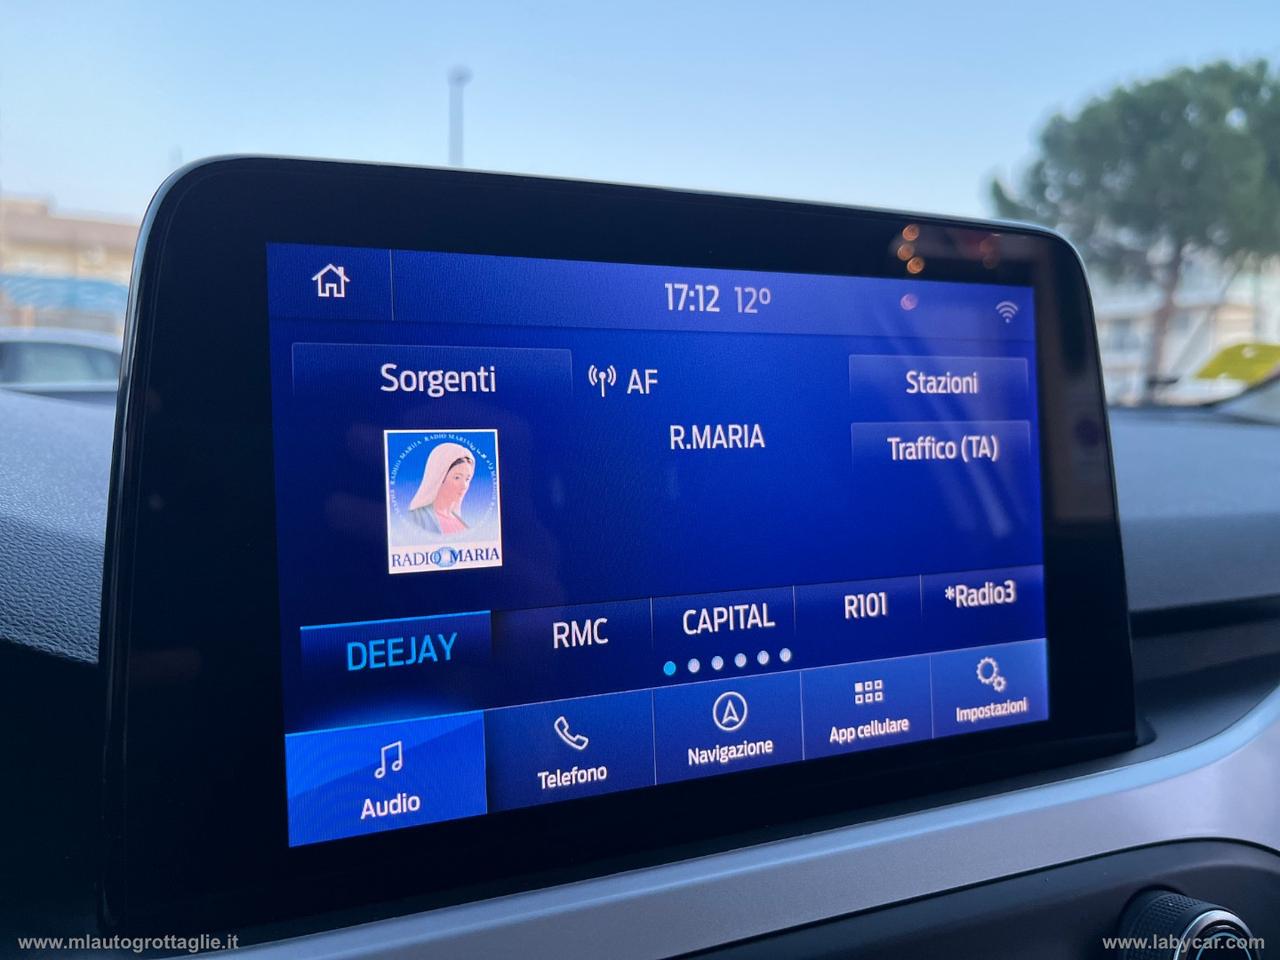 17:12 12º
Sorgenti
AF
Stazioni
R.MARIA
Traffico (TA)
RADIO MARIA
DEEJAY
RMC
CAPITAL
R101
*Radio3
Audio
Telefono
Navigazione
App cellulare
Impostazioni
www.mlautogrottaglie.it
www.labycar.com